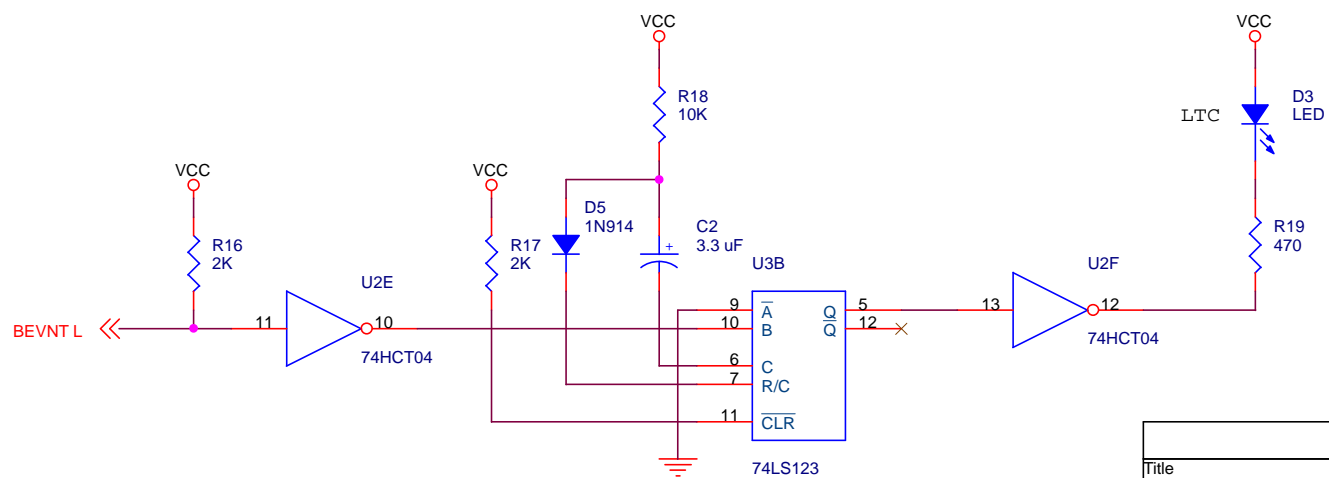 VCC
VCC
R18
10K
LTC
D3
LED
VCC
VCC
D5
1N914
C2
3.3 uF
+
R16
2K
R17
2K
R19
470
U2E
U3B
U2F
BEVNT L
11
10
74HCT04
9
A
Q
5
10
B
Q
12
13
12
74HCT04
6
C
7
R/C
11
CLR
74LS123
Title